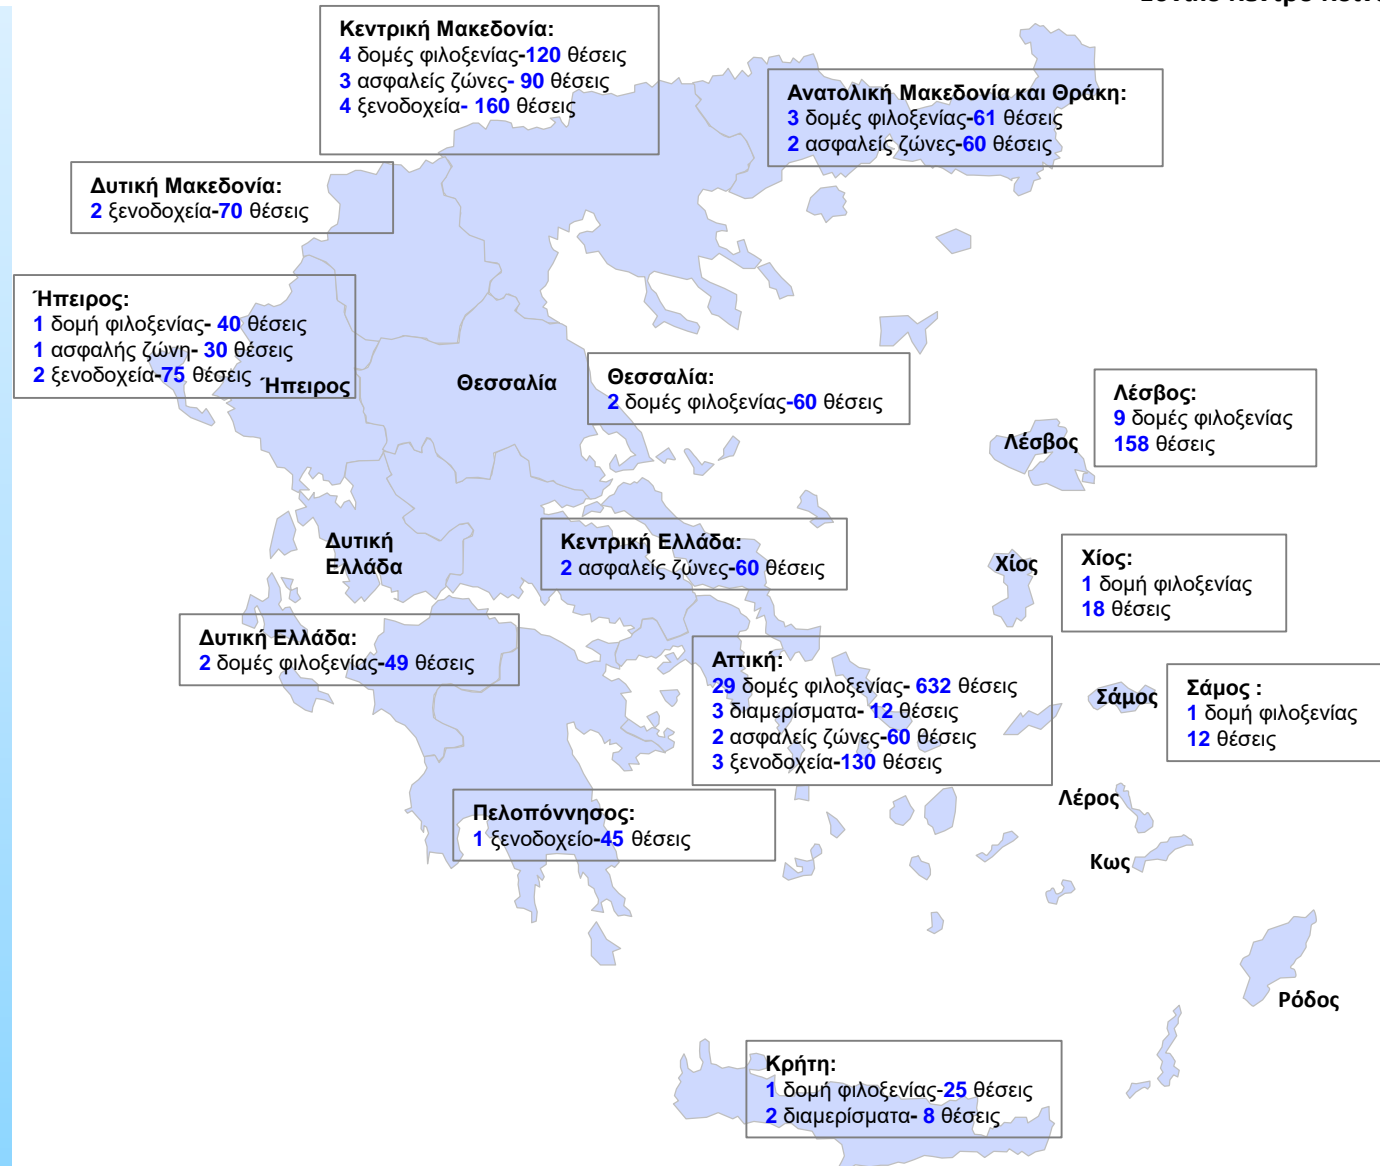 Κεντρική Μακεδονία:
4 δομές φιλοξενίας-120 θέσεις
3 ασφαλείς ζώνες- 90 θέσεις
4 ξενοδοχεία- 160 θέσεις
Ανατολική Μακεδονία και Θράκη:
3 δομές φιλοξενίας-61 θέσεις
2 ασφαλείς ζώνες-60 θέσεις
Δυτική Μακεδονία:
2 ξενοδοχεία-70 θέσεις
Ήπειρος:
1 δομή φιλοξενίας- 40 θέσεις
1 ασφαλής ζώνη- 30 θέσεις
2 ξενοδοχεία-75 θέσεις
Ήπειρος
Θεσσαλία
Θεσσαλία:
2 δομές φιλοξενίας-60 θέσεις
Λέσβος
Λέσβος:
9 δομές φιλοξενίας
158 θέσεις
Δυτική
Ελλάδα
Κεντρική Ελλάδα:
2 ασφαλείς ζώνες-60 θέσεις
Χίος
Χίος:
1 δομή φιλοξενίας
18 θέσεις
Δυτική Ελλάδα:
2 δομές φιλοξενίας-49 θέσεις
Αττική:
29 δομές φιλοξενίας- 632 θέσεις
3 διαμερίσματα- 12 θέσεις
2 ασφαλείς ζώνες-60 θέσεις
3 ξενοδοχεία-130 θέσεις
Σάμος
Σάμος :
1 δομή φιλοξενίας
12 θέσεις
Λέρος
Πελοπόννησος:
1 ξενοδοχείο-45 θέσεις
Κως
Ρόδος
Κρήτη:
1 δομή φιλοξενίας-25 θέσεις
2 διαμερίσματα- 8 θέσεις